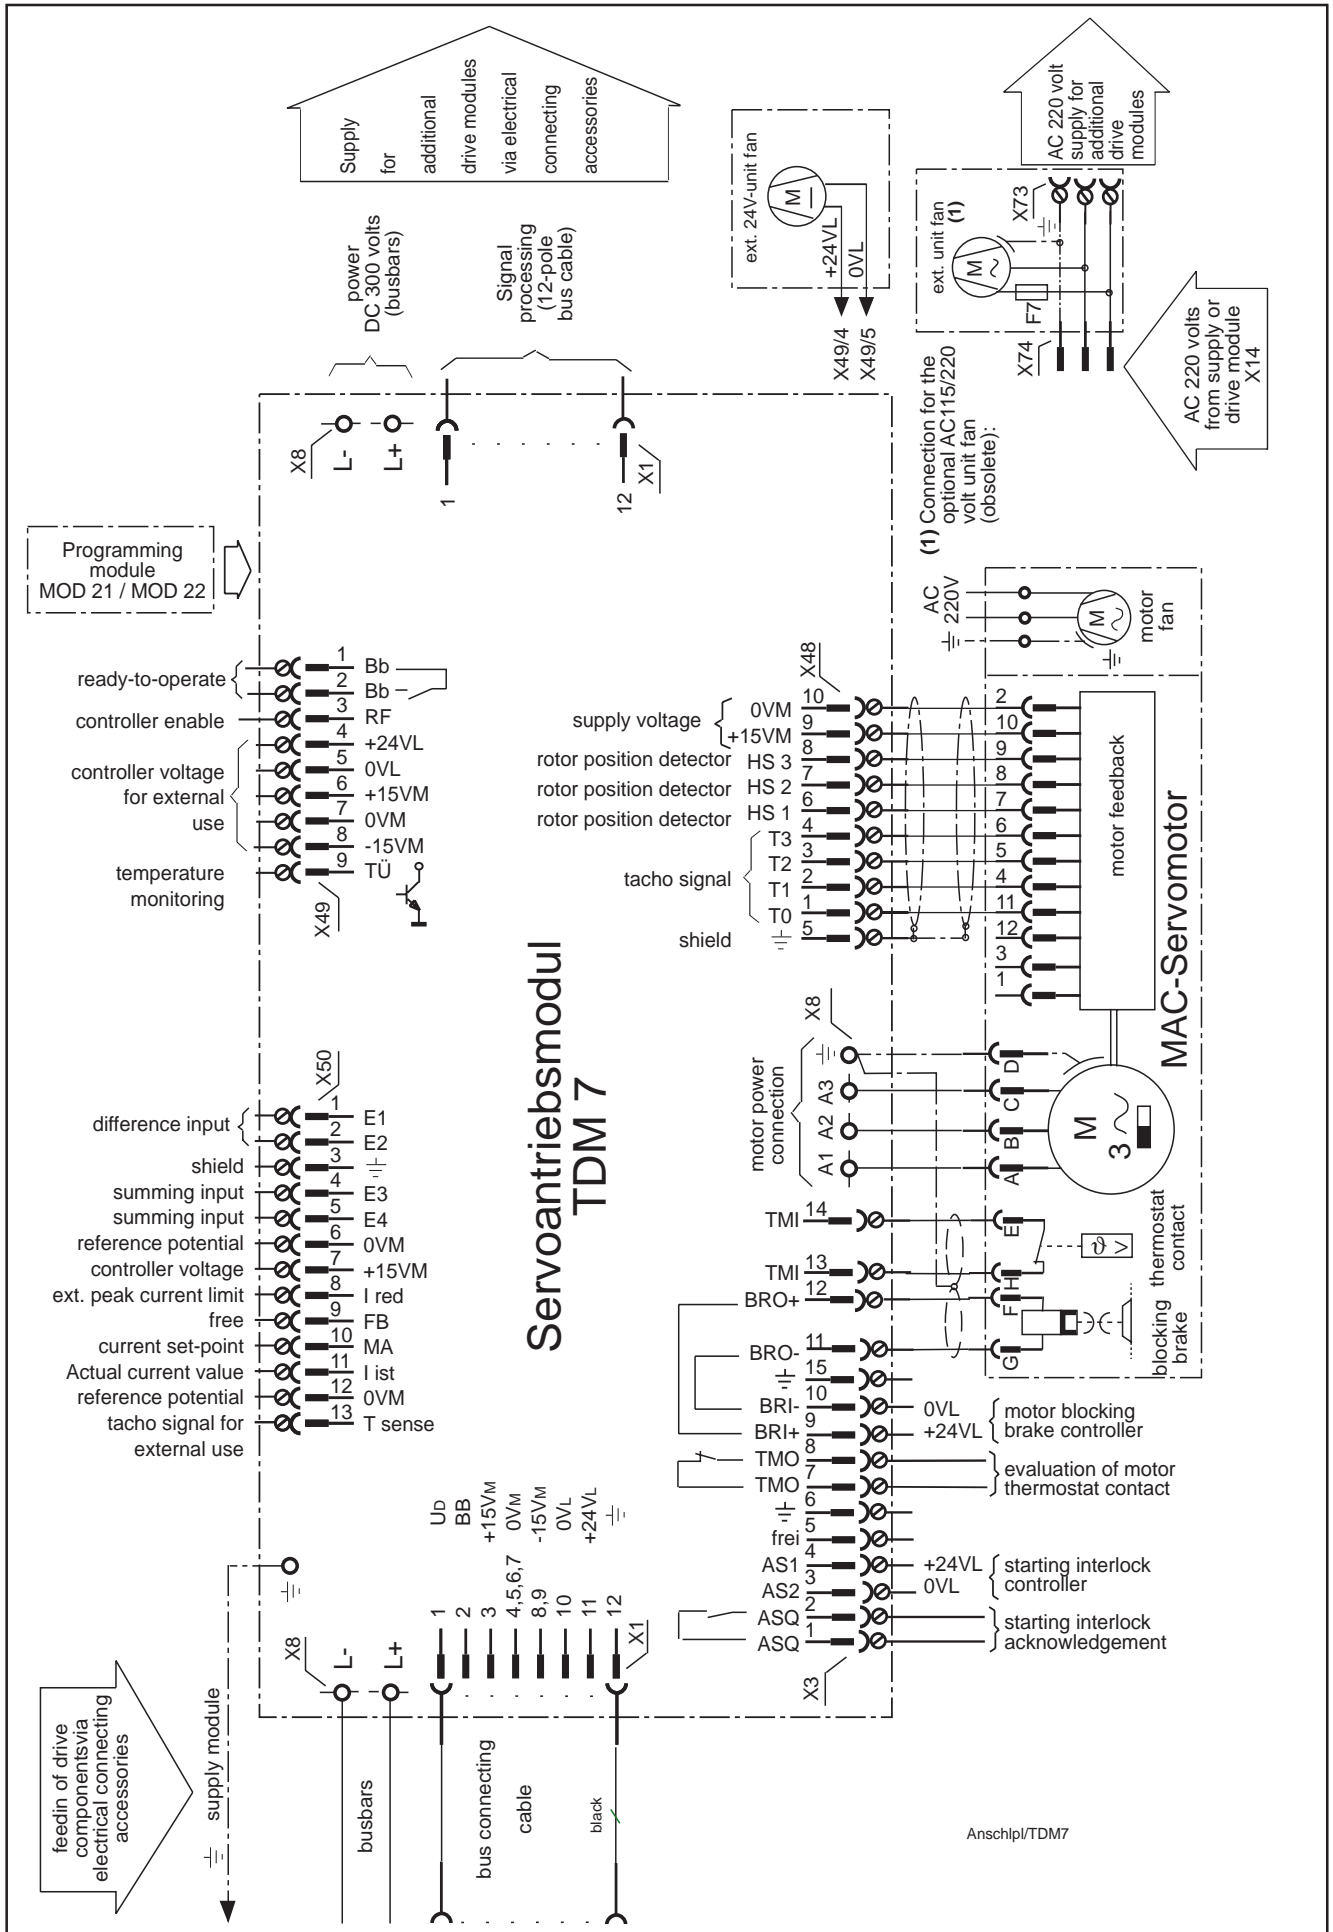 Supply
for
additional
drive modules
via electrical
connecting
accessories
AC 220 volt
supply for
additional
drive
modules
power
DC 300 volts
(busbars)
Signal
processing
(12-pole
bus cable)
ext. 24V-unit fan
M
+24VL
0VL
X49/4
X49/5
ext. unit fan
(1)
M
F7
X73
X74
AC 220 volts
from supply or
drive module
X14
(1) Connection for the
optional AC115/220
volt unit fan
(obsolete):
X8
L-
L+
1
12
X1
Programming
module
MOD 21 / MOD 22
ready-to-operate
1 Bb
2 Bb
controller enable
3 RF
controller voltage
for external
use
4 +24VL
5 0VL
6 +15VM
7 0VM
8 -15VM
temperature
monitoring
9 TÜ
X49
X48
supply voltage
0VM 10
+15VM 9
rotor position detector HS 3 8
rotor position detector HS 2 7
rotor position detector HS 1 6
tacho signal
T3 4
T2 3
T1 2
T0 1
shield
5
AC
220V
M
motor
fan
2
10
9
8
7
6
5
4
11
12
3
1
motor feedback
MAC-Servomotor
Servoantriebsmodul
TDM 7
X50
difference input
1 E1
2 E2
shield 3
summing input 4 E3
summing input 5 E4
reference potential 6 0VM
controller voltage 7 +15VM
ext. peak current limit 8 I red
free 9 FB
current set-point 10 MA
Actual current value 11 I ist
reference potential 12 0VM
tacho signal for 13 T sense
external use
X8
motor power
connection
A3
A2
A1
D
C
B
A
M
3
E
H
F
G
ϑ
V
thermostat
contact
blocking
brake
TMI 14
TMI 13
BRO+ 12
BRO- 11
15
BRI- 10 0VL
BRI+ 9 +24VL
motor blocking
brake controller
TMO 8
TMO 7
evaluation of motor
thermostat contact
6
frei 5
AS1 4 +24VL
AS2 3 0VL
starting interlock
controller
ASQ 2
ASQ 1
starting interlock
acknowledgement
X3
UD
BB
+15VM
0VM
-15VM
0VL
+24VL
1
2
3
4,5,6,7
8,9
10
11
12
X1
X8
L-
L+
feedin of drive
componentsvia
electrical connecting
accessories
supply module
busbars
bus connecting
cable
black
Anschlpl/TDM7